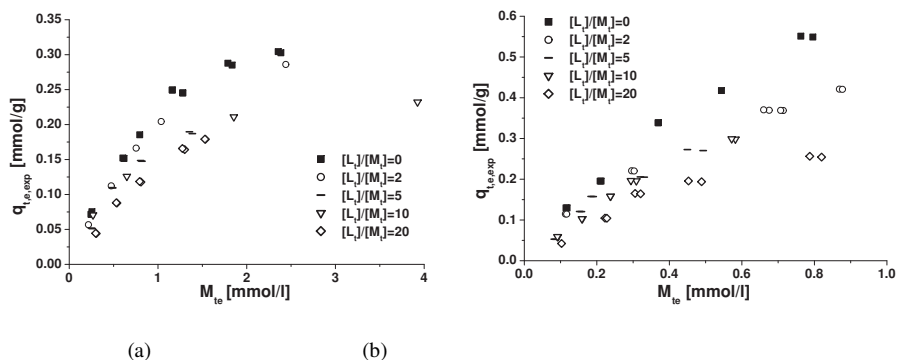 0.35
0.30
0.25
0.20
0.15
0.10
0.05
0.00
q_{t,e,exp} [mmol/g]
0 1 2 3 4
M_{te} [mmol/l]
[L_t]/[M_t]=0
[L_t]/[M_t]=2
[L_t]/[M_t]=5
[L_t]/[M_t]=10
[L_t]/[M_t]=20
0.6
0.5
0.4
0.3
0.2
0.1
0.0
q_{t,e,exp} [mmol/g]
0.0 0.2 0.4 0.6 0.8 1.0
M_{te} [mmol/l]
[L_t]/[M_t]=0
[L_t]/[M_t]=2
[L_t]/[M_t]=5
[L_t]/[M_t]=10
[L_t]/[M_t]=20
(a) (b)